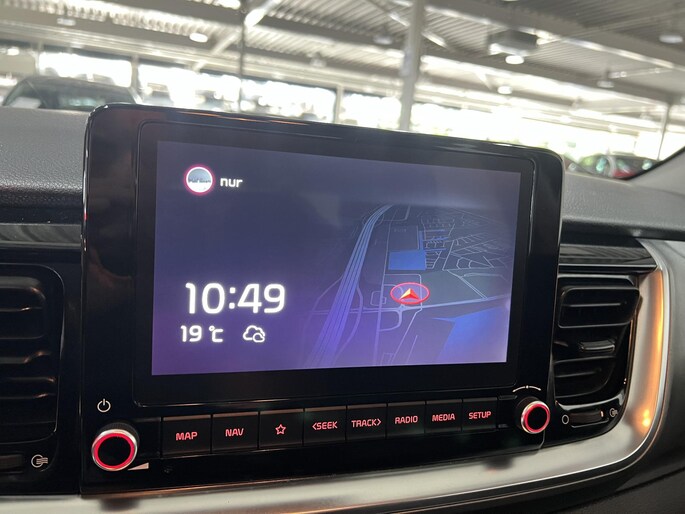 nur
10:49
19 °C
MAP
NAV
<SEEK
TRACK>
RADIO
MEDIA
SETUP